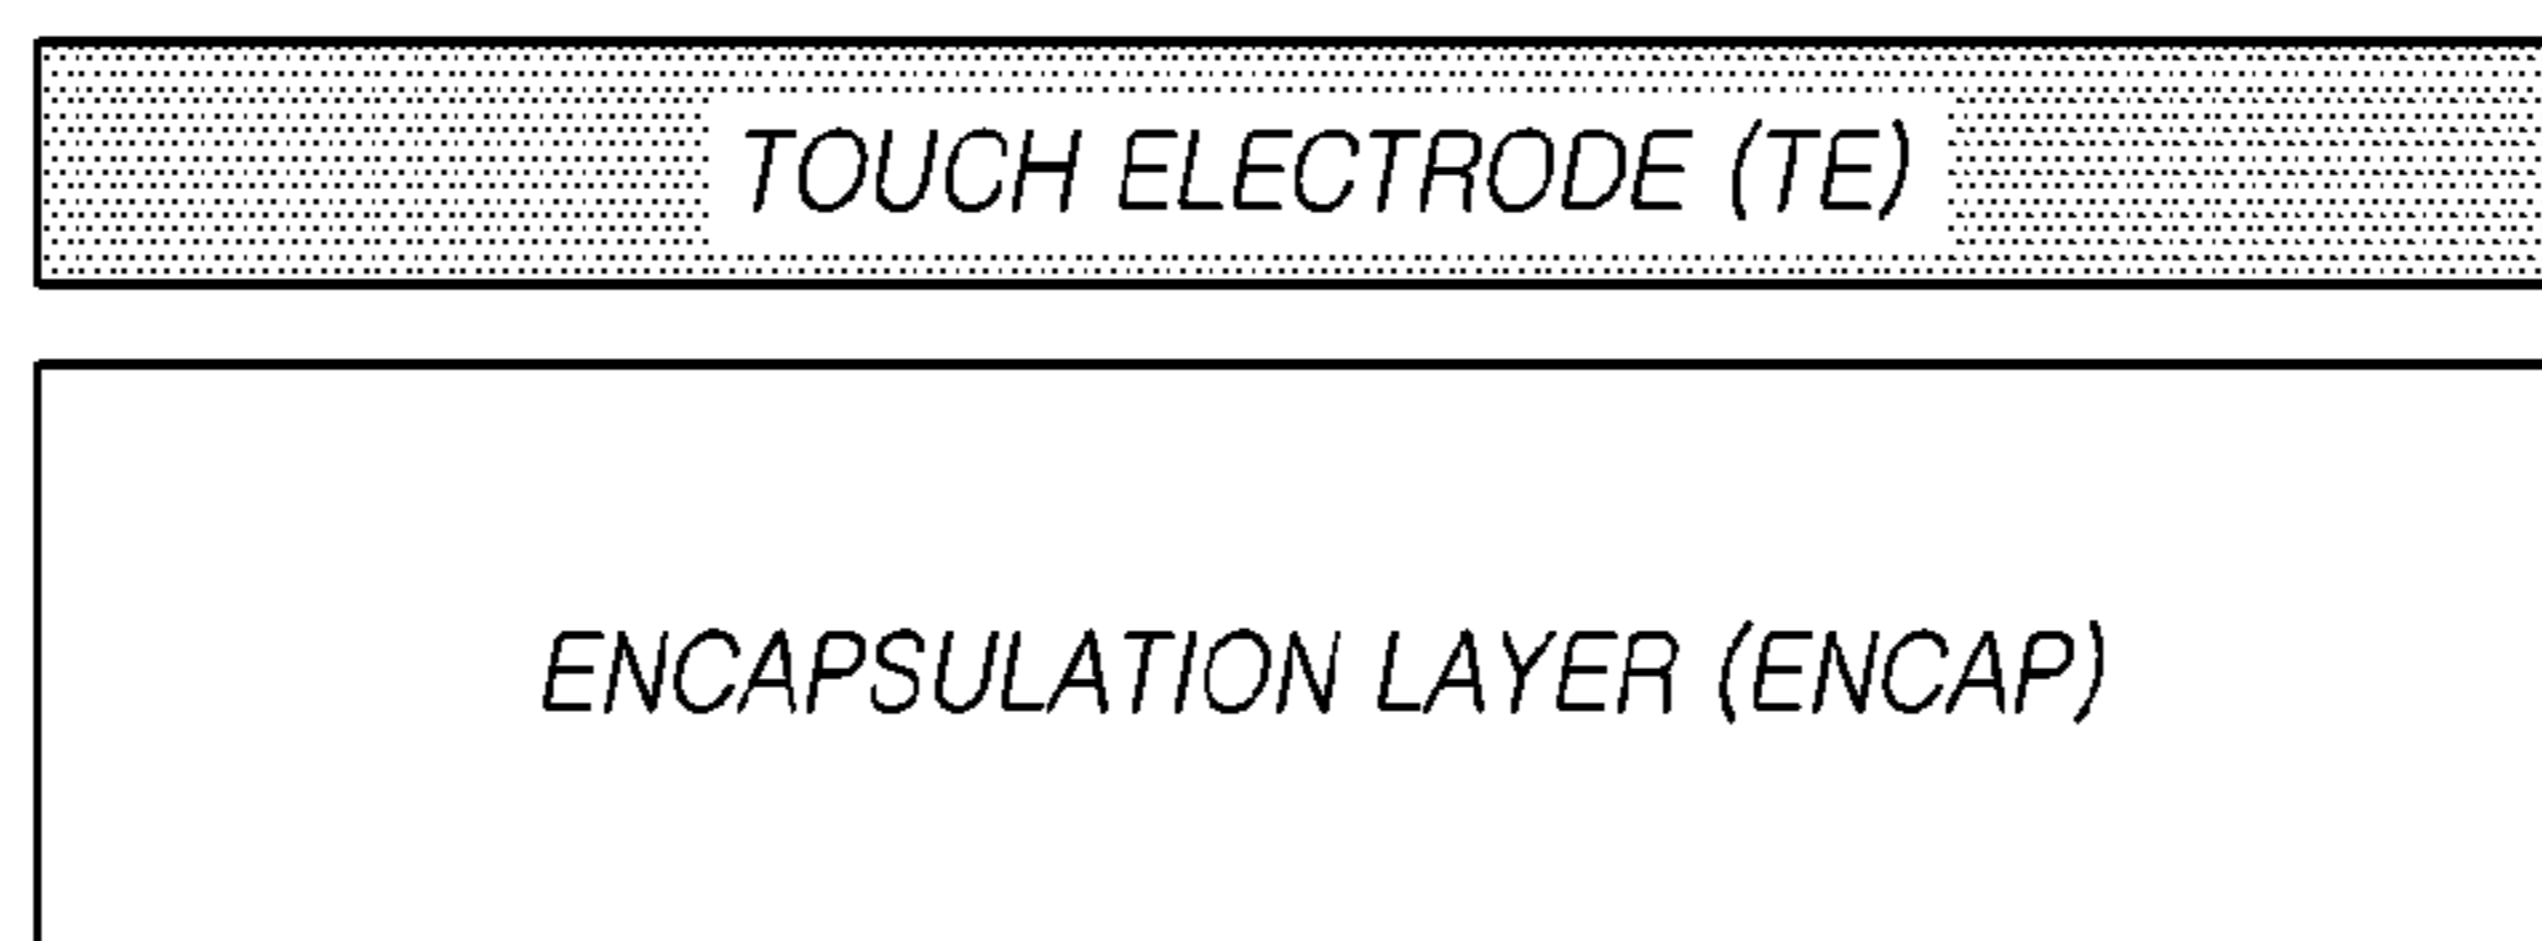 TOUCH ELECTRODE (TE)
ENCAPSULATION LAYER (ENCAP)